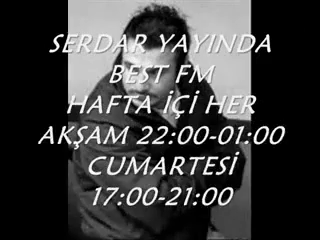 SERDAR YAYINDA
BEST FM
HAFTA İÇİ HER
AKŞAM 22:00-01:00
CUMARTESİ
17:00-21:00